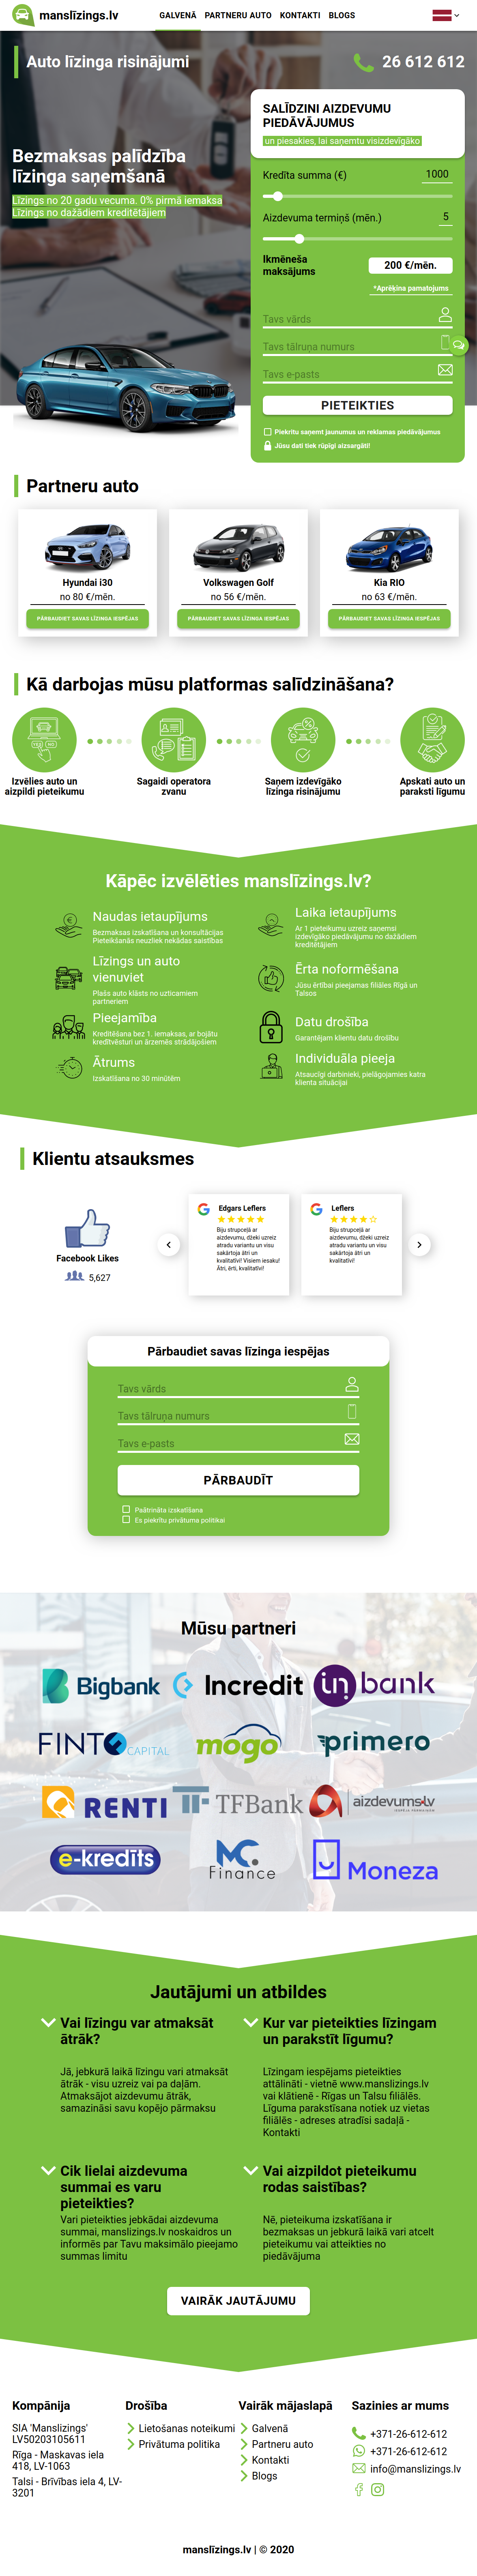 manslīzings.lv
GALVENĀ PARTNERU AUTO KONTAKTI BLOGS
Auto līzinga risinājumi
26 612 612
Bezmaksas palīdzība
līzinga saņemšanā
Līzings no 20 gadu vecuma. 0% pirmā iemaksa
Līzings no dažādiem kreditētājiem
SALĪDZINI AIZDEVUMU
PIEDĀVĀJUMUS
un piesakies, lai saņemtu visizdevīgāko
Kredīta summa (€) 1000
Aizdevuma termiņš (mēn.) 5
Ikmēneša
maksājums
200 €/mēn.
*Aprēķina pamatojums
Tavs vārds
Tavs tālruņa numurs
Tavs e-pasts
PIETEIKTIES
Piekrītu saņemt jaunumus un reklamas piedāvājumus
Jūsu dati tiek rūpīgi aizsargāti!
Partneru auto
Hyundai i30
no 80 €/mēn.
PĀRBAUDIET SAVAS LĪZINGA IESPĒJAS
Volkswagen Golf
no 56 €/mēn.
PĀRBAUDIET SAVAS LĪZINGA IESPĒJAS
Kia RIO
no 63 €/mēn.
PĀRBAUDIET SAVAS LĪZINGA IESPĒJAS
Kā darbojas mūsu platformas salīdzināšana?
YES NO
Izvēlies auto un
aizpildi pieteikumu
Sagaidi operatora
zvanu
Saņem izdevīgāko
līzinga risinājumu
Apskati auto un
paraksti līgumu
Kāpēc izvēlēties manslīzings.lv?
Naudas ietaupījums
Bezmaksas izskatīšana un konsultācijas
Pieteikšanās neuzliek nekādas saistības
Laika ietaupījums
Ar 1 pieteikumu uzreiz saņemsi
izdevīgāko piedāvājumu no dažādiem
kreditētājiem
Līzings un auto
vienuviet
Plašs auto klāsts no uzticamiem
partneriem
Ērta noformēšana
Jūsu ērtībai pieejamas filiāles Rīgā un
Talsos
Pieejamība
Kreditēšana bez 1. iemaksas, ar bojātu
kredītvēsturi un ārzemēs strādājošiem
Datu drošība
Garantējam klientu datu drošību
Ātrums
Izskatīšana no 30 minūtēm
Individuāla pieeja
Atsaucīgi darbinieki, pielāgojamies katra
klienta situācijai
Klientu atsauksmes
Facebook Likes
5,627
Edgars Leflers
Biju strupceļā ar
aizdevumu, džeki uzreiz
atradu variantu un visu
sakārtoja ātri un
kvalitatīvi! Visiem iesaku!
Ātri, ērti, kvalitatīvi!
Leflers
Biju strupceļā ar
aizdevumu, džeki uzreiz
atradu variantu un visu
sakārtoja ātri un
kvalitatīvi!
Pārbaudiet savas līzinga iespējas
Tavs vārds
Tavs tālruņa numurs
Tavs e-pasts
PĀRBAUDĪT
Paātrināta izskatīšana
Es piekrītu privātuma politikai
Mūsu partneri
Bigbank
Incredit
inbank
FINTO CAPITAL
mogo
primero
RENTI
TFBank
aizdevums.lv
e-kredīts
MC Finance
Moneza
Jautājumi un atbildes
Vai līzingu var atmaksāt
ātrāk?
Jā, jebkurā laikā līzingu vari atmaksāt
ātrāk - visu uzreiz vai pa daļām.
Atmaksājot aizdevumu ātrāk,
samazināsi savu kopējo pārmaksu
Kur var pieteikties līzingam
un parakstīt līgumu?
Līzingam iespējams pieteikties
attālināti - vietnē www.manslizings.lv
vai klātienē - Rīgas un Talsu filiālēs.
Līguma parakstīsana notiek uz vietas
filiālēs - adreses atradīsi sadaļā -
Kontakti
Cik lielai aizdevuma
summai es varu
pieteikties?
Vari pieteikties jebkādai aizdevuma
summai, manslizings.lv noskaidros un
informēs par Tavu maksimālo pieejamo
summas limitu
Vai aizpildot pieteikumu
rodas saistības?
Nē, pieteikuma izskatīšana ir
bezmaksas un jebkurā laikā vari atcelt
pieteikumu vai atteikties no
piedāvājuma
VAIRĀK JAUTĀJUMU
Kompānija
SIA 'Manslizings'
LV50203105611
Rīga - Maskavas iela
418, LV-1063
Talsi - Brīvības iela 4, LV-
3201
Drošība
Lietošanas noteikumi
Privātuma politika
Vairāk mājaslapā
Galvenā
Partneru auto
Kontakti
Blogs
Sazinies ar mums
+371-26-612-612
+371-26-612-612
info@manslizings.lv
manslīzings.lv | © 2020